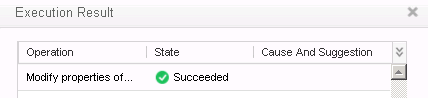 Execution Result
Operation State Cause And Suggestion
Modify properties of... Succeeded